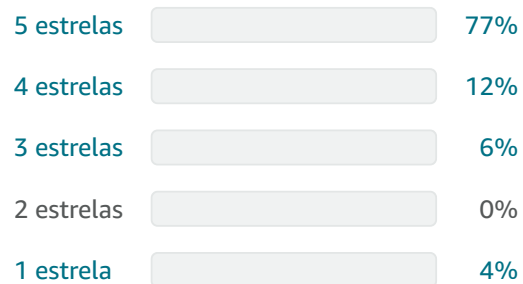 5 estrelas 77%
4 estrelas 12%
3 estrelas 6%
2 estrelas 0%
1 estrela 4%